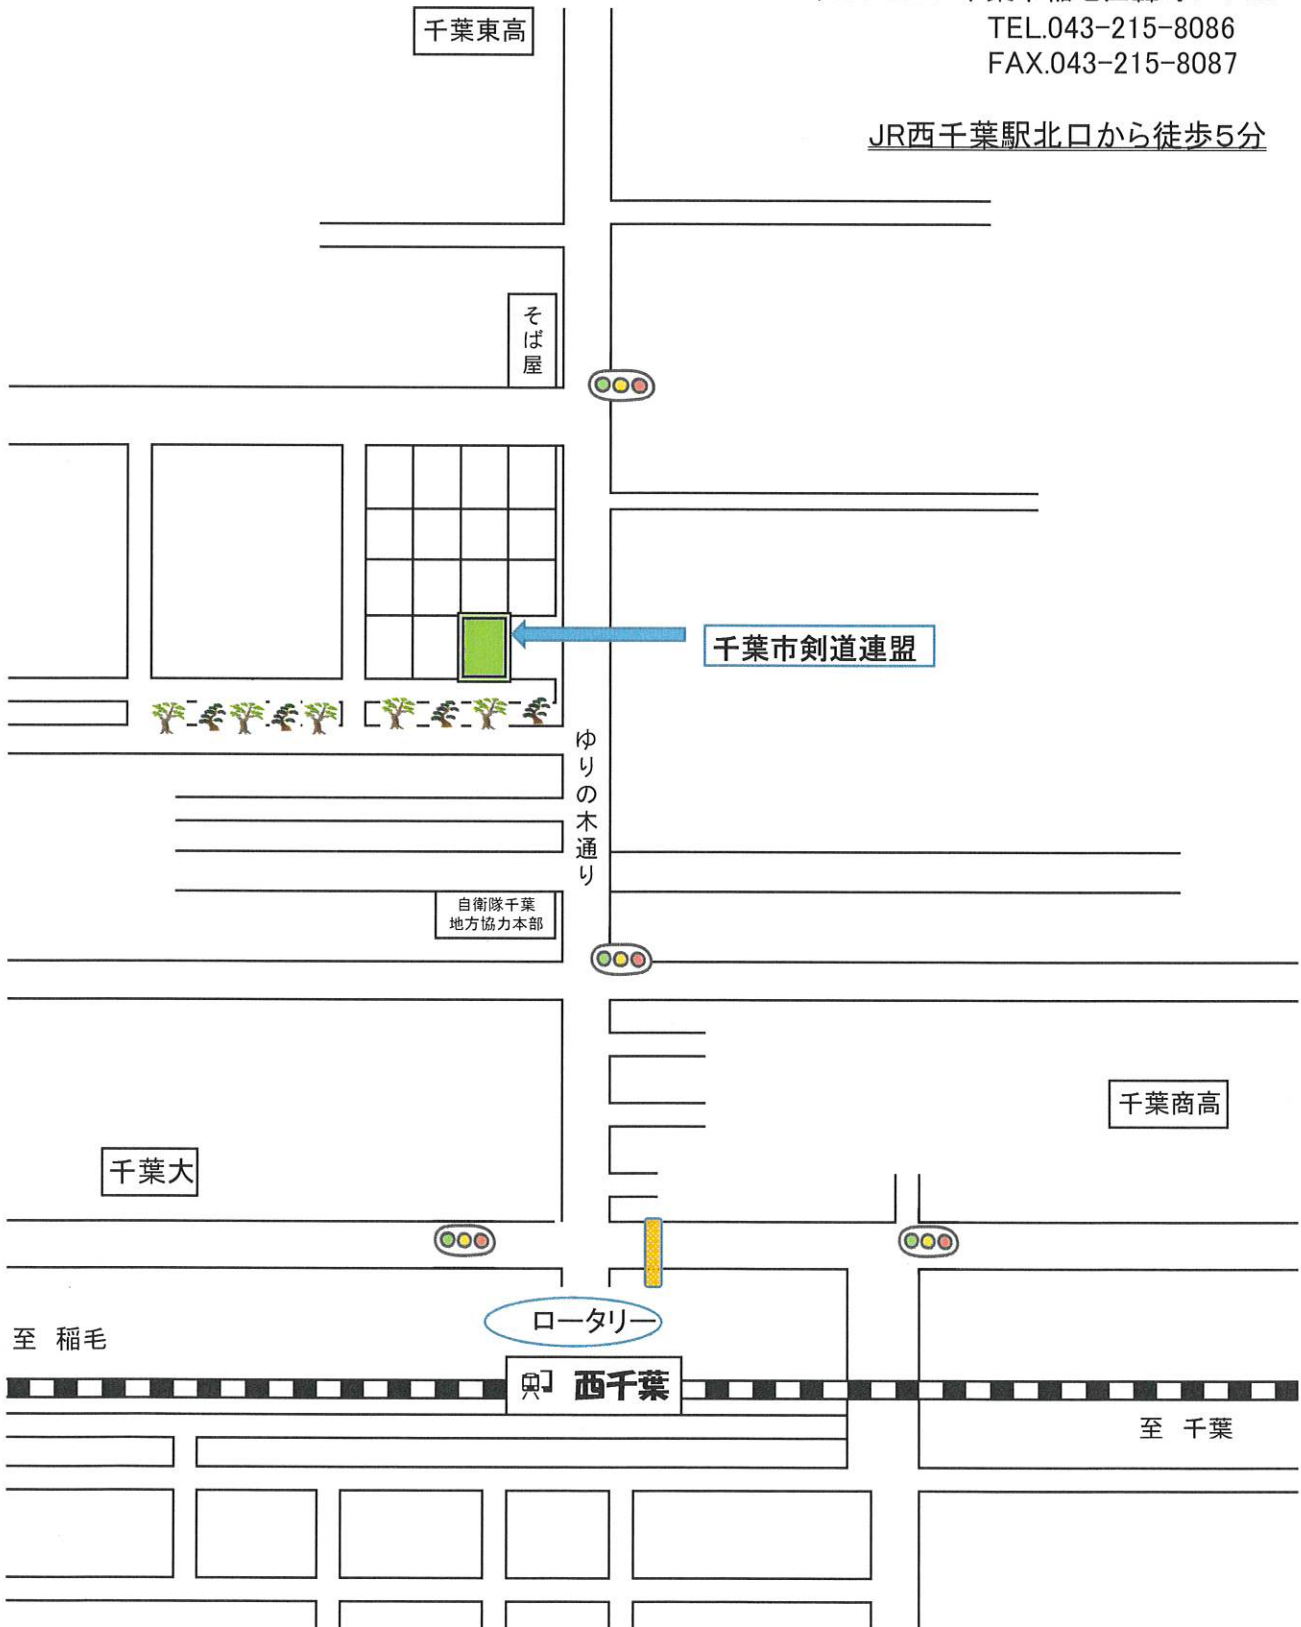 千葉東高
TEL.043-215-8086
FAX.043-215-8087
JR西千葉駅北口から徒歩5分
そば屋
千葉市剣道連盟
ゆりの木通り
自衛隊千葉
地方協力本部
千葉商高
千葉大
ロータリー
至 稲毛
西千葉
至 千葉